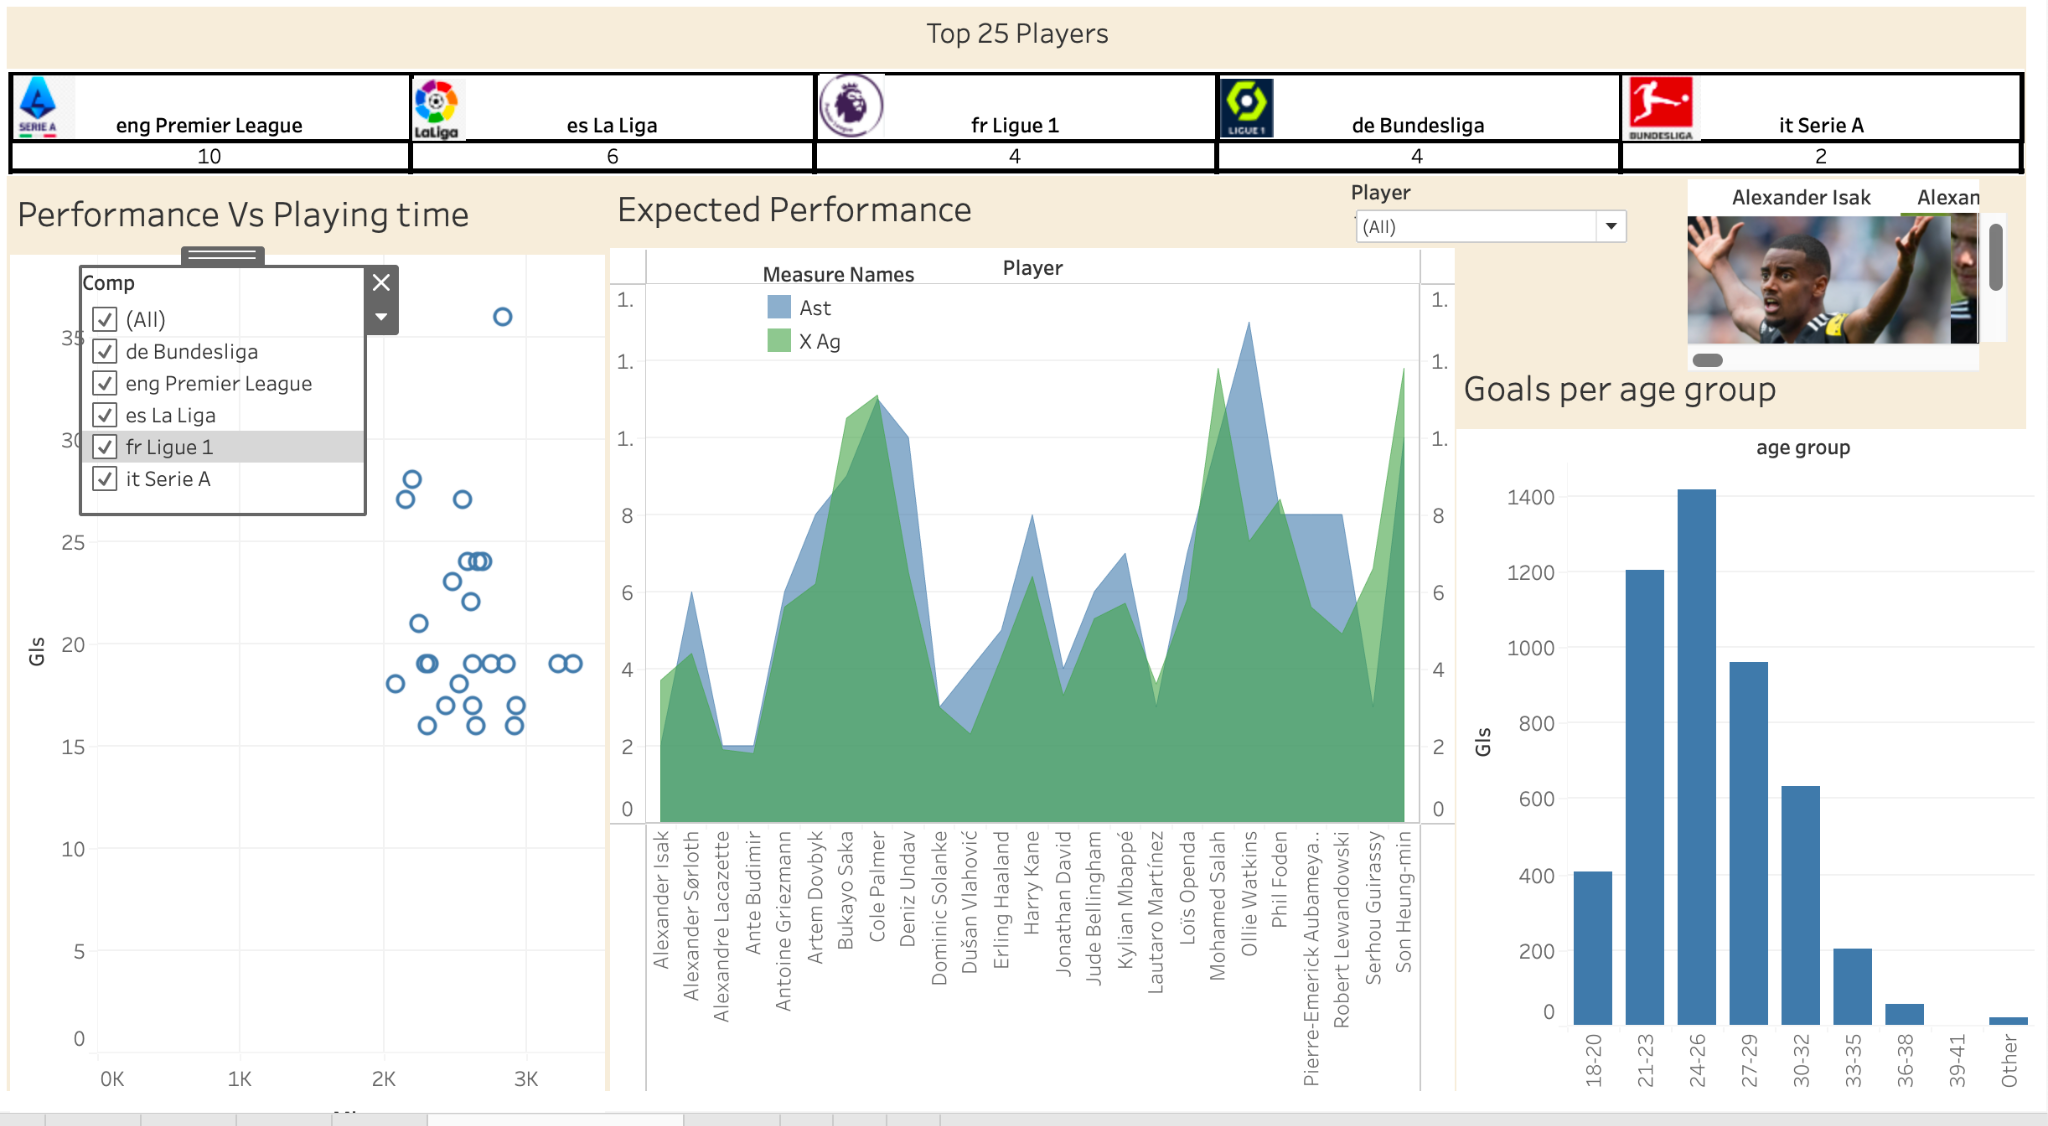 Top 25 Players
SERIE A
eng Premier League
LaLiga
es La Liga
fr Ligue 1
LIGUE 1
de Bundesliga
BUNDESLIGA
it Serie A
10
6
4
4
2
Performance Vs Playing time
Comp
(All)
de Bundesliga
eng Premier League
es La Liga
fr Ligue 1
it Serie A
35
30
25
20
15
10
5
0
Gls
0K
1K
2K
3K
Expected Performance
Player
(All)
Player
Measure Names
Ast
X Ag
1.
1.
1.
8
6
4
2
0
1.
1.
1.
8
6
4
2
0
Alexander Isak
Alexander Sørloth
Alexandre Lacazette
Ante Budimir
Antoine Griezmann
Artem Dovbyk
Bukayo Saka
Cole Palmer
Deniz Undav
Dominic Solanke
Dušan Vlahović
Erling Haaland
Harry Kane
Jonathan David
Jude Bellingham
Kylian Mbappé
Lautaro Martínez
Loïs Openda
Mohamed Salah
Ollie Watkins
Phil Foden
Pierre-Emerick Aubameya..
Robert Lewandowski
Serhou Guirassy
Son Heung-min
Alexander Isak
Alexan
Goals per age group
age group
1400
1200
1000
800
600
400
200
0
Gls
18-20
21-23
24-26
27-29
30-32
33-35
36-38
39-41
Other